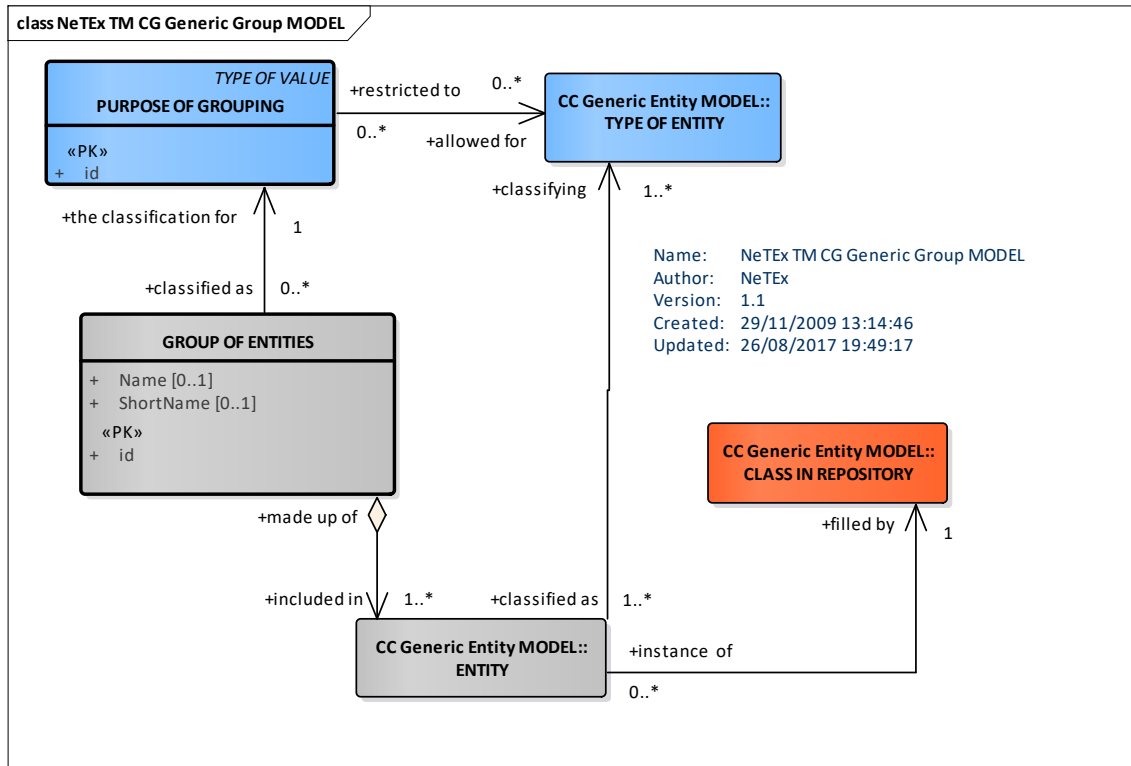 class NeTEx TM CG Generic Group MODEL
TYPE OF VALUE
PURPOSE OF GROUPING
«PK»
+ id
+restricted to
0..*
0..*
+allowed for
CC Generic Entity MODEL::
TYPE OF ENTITY
+the classification for
1
+classifying
1..*
Name: NeTEx TM CG Generic Group MODEL
Author: NeTEx
Version: 1.1
Created: 29/11/2009 13:14:46
Updated: 26/08/2017 19:49:17
+classified as
0..*
GROUP OF ENTITIES
+ Name [0..1]
+ ShortName [0..1]
«PK»
+ id
CC Generic Entity MODEL::
CLASS IN REPOSITORY
+made up of
+filled by
1
+included in
1..*
+classified as
1..*
CC Generic Entity MODEL::
ENTITY
+instance of
0..*